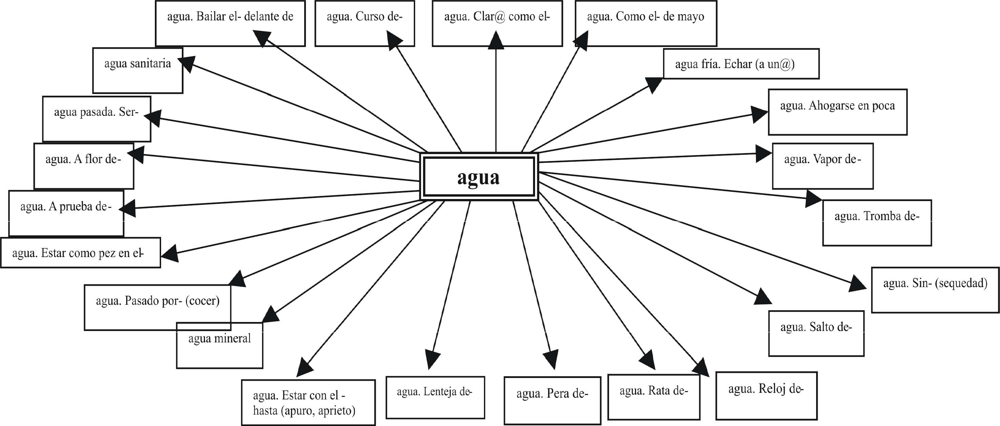 agua. Bailar el- delante de
agua. Curso de-
agua. Clar@ como el-
agua. Como el- de mayo
agua sanitaria
agua fría. Echar (a un@)
agua pasada. Ser-
agua. Ahogarse en poca
agua. A flor de-
agua. Vapor de-
agua
agua. A prueba de-
agua. Tromba de-
agua. Estar como pez en el-
agua. Sin- (sequedad)
agua. Pasado por- (cocer)
agua. Salto de-
agua mineral
agua. Estar con el -
hasta (apuro, aprieto)
agua. Lenteja de-
agua. Pera de-
agua. Rata de-
agua. Reloj de-